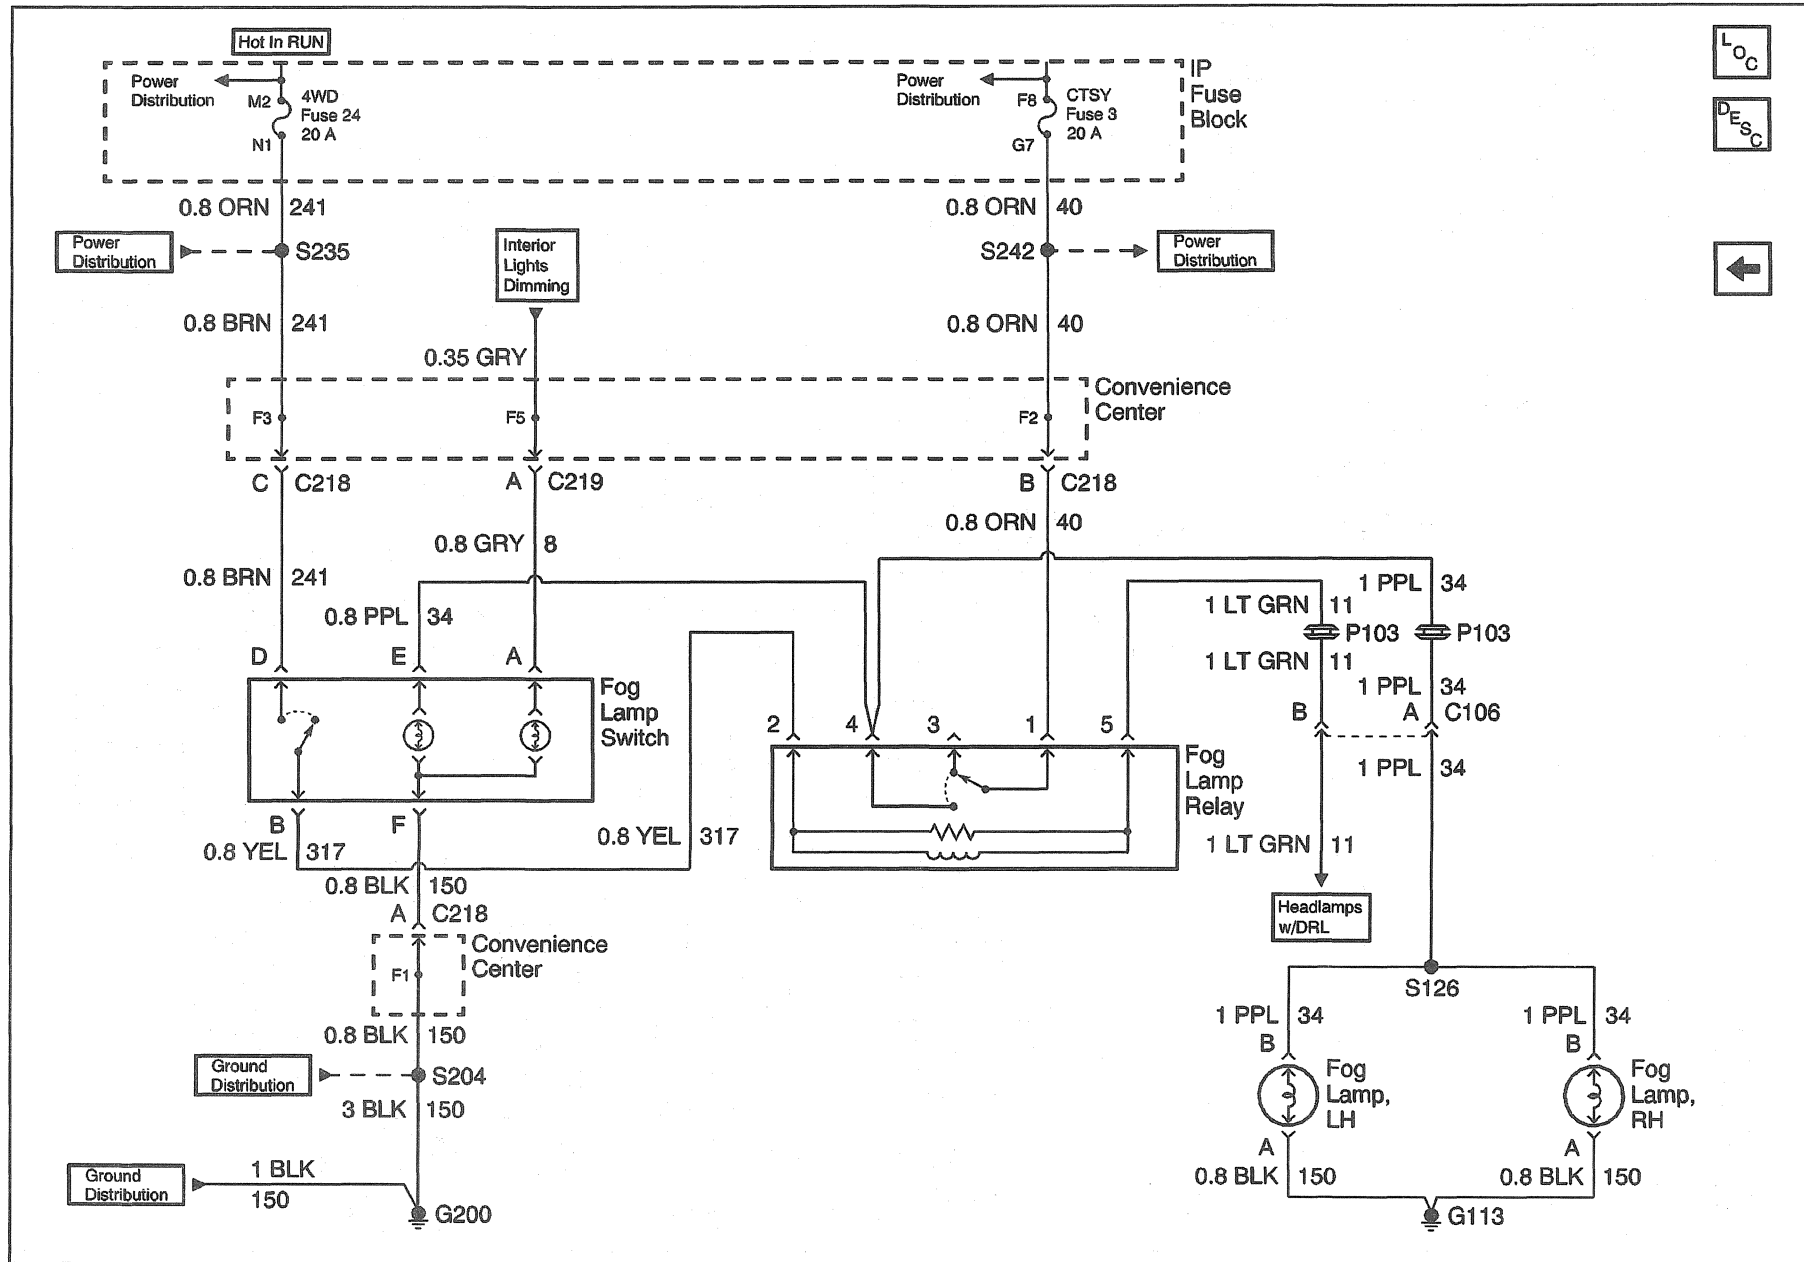 Hot In RUN
LOC
Power
Distribution
M2
4WD
Fuse 24
20 A
N1
Power
Distribution
F8
CTSY
Fuse 3
20 A
G7
IP
Fuse
Block
DESC
0.8 ORN 241
0.8 ORN 40
Power
Distribution
S235
Interior
Lights
Dimming
S242
Power
Distribution
0.8 BRN 241
0.35 GRY
0.8 ORN 40
F3
F5
F2
Convenience
Center
C C218
A C219
B C218
0.8 GRY 8
0.8 ORN 40
0.8 BRN 241
0.8 PPL 34
1 LT GRN 11
1 PPL 34
P103
P103
1 LT GRN 11
1 PPL 34
B
A C106
D
E
A
Fog
Lamp
Switch
2
4
3
1
5
Fog
Lamp
Relay
1 PPL 34
B
F
0.8 YEL 317
0.8 YEL 317
1 LT GRN 11
0.8 BLK 150
A C218
Convenience
Center
F1
Headlamps
w/DRL
S126
0.8 BLK 150
Ground
Distribution
S204
3 BLK 150
1 PPL 34
B
Fog
Lamp,
LH
A
0.8 BLK 150
1 PPL 34
B
Fog
Lamp,
RH
A
0.8 BLK 150
Ground
Distribution
1 BLK
150
G200
G113